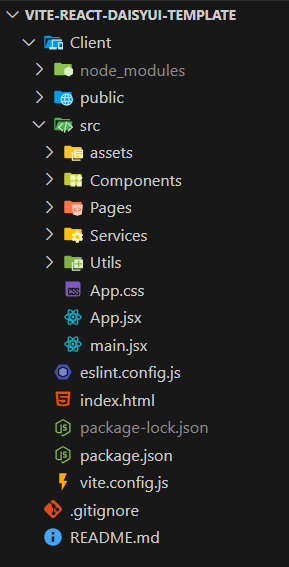 VITE-REACT-DAISYUI-TEMPLATE
Client
node_modules
public
src
assets
Components
Pages
Services
Utils
App.css
App.jsx
main.jsx
eslint.config.js
index.html
package-lock.json
package.json
vite.config.js
.gitignore
README.md